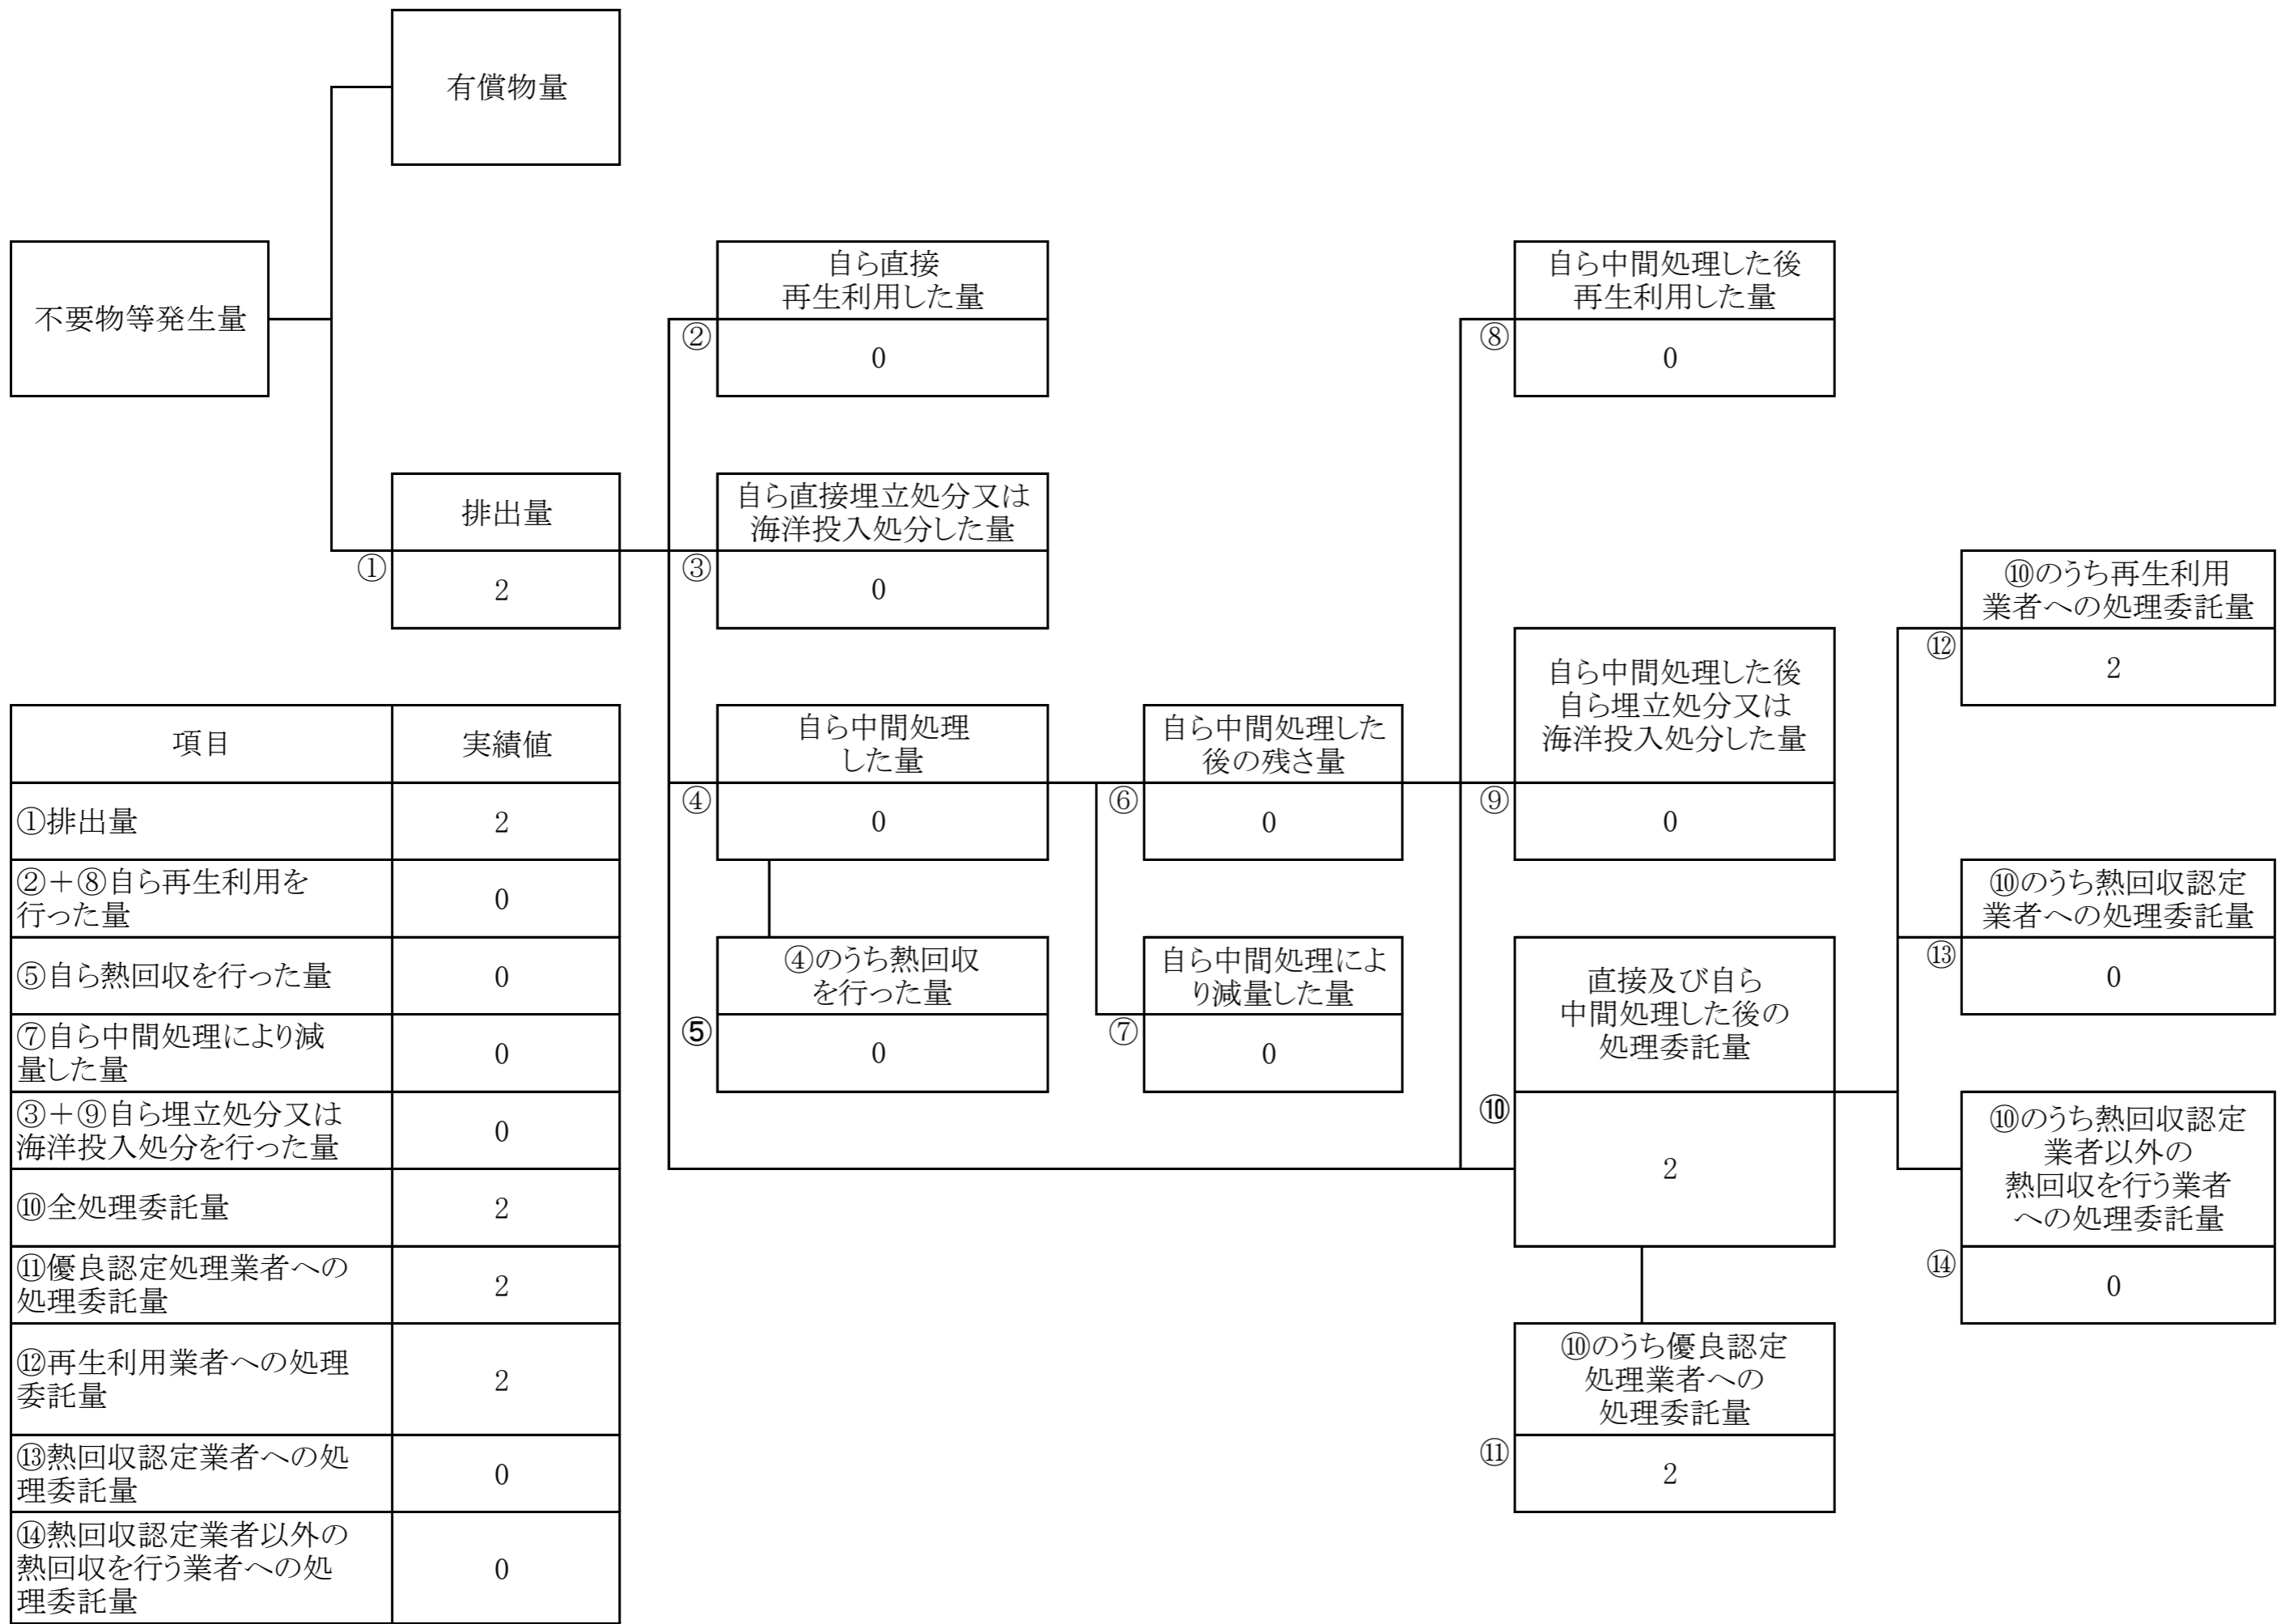 有償物量
不要物等発生量
自ら直接
再生利用した量
②
0
自ら中間処理した後
再生利用した量
⑧
0
排出量
①
2
自ら直接埋立処分又は
海洋投入処分した量
③
0
⑩のうち再生利用
業者への処理委託量
⑫
2
自ら中間処理した後
自ら埋立処分又は
海洋投入処分した量
⑨
0
自ら中間処理
した量
④
0
自ら中間処理した
後の残さ量
⑥
0
⑩のうち熱回収認定
業者への処理委託量
⑬
0
④のうち熱回収
を行った量
⑤
0
自ら中間処理によ
り減量した量
⑦
0
直接及び自ら
中間処理した後の
処理委託量
⑩
2
⑩のうち熱回収認定
業者以外の
熱回収を行う業者
への処理委託量
⑭
0
⑩のうち優良認定
処理業者への
処理委託量
⑪
2
項目 実績値
①排出量 2
②+⑧自ら再生利用を
行った量 0
⑤自ら熱回収を行った量 0
⑦自ら中間処理により減
量した量 0
③+⑨自ら埋立処分又は
海洋投入処分を行った量 0
⑩全処理委託量 2
⑪優良認定処理業者への
処理委託量 2
⑫再生利用業者への処理
委託量 2
⑬熱回収認定業者への処
理委託量 0
⑭熱回収認定業者以外の
熱回収を行う業者への処
理委託量 0